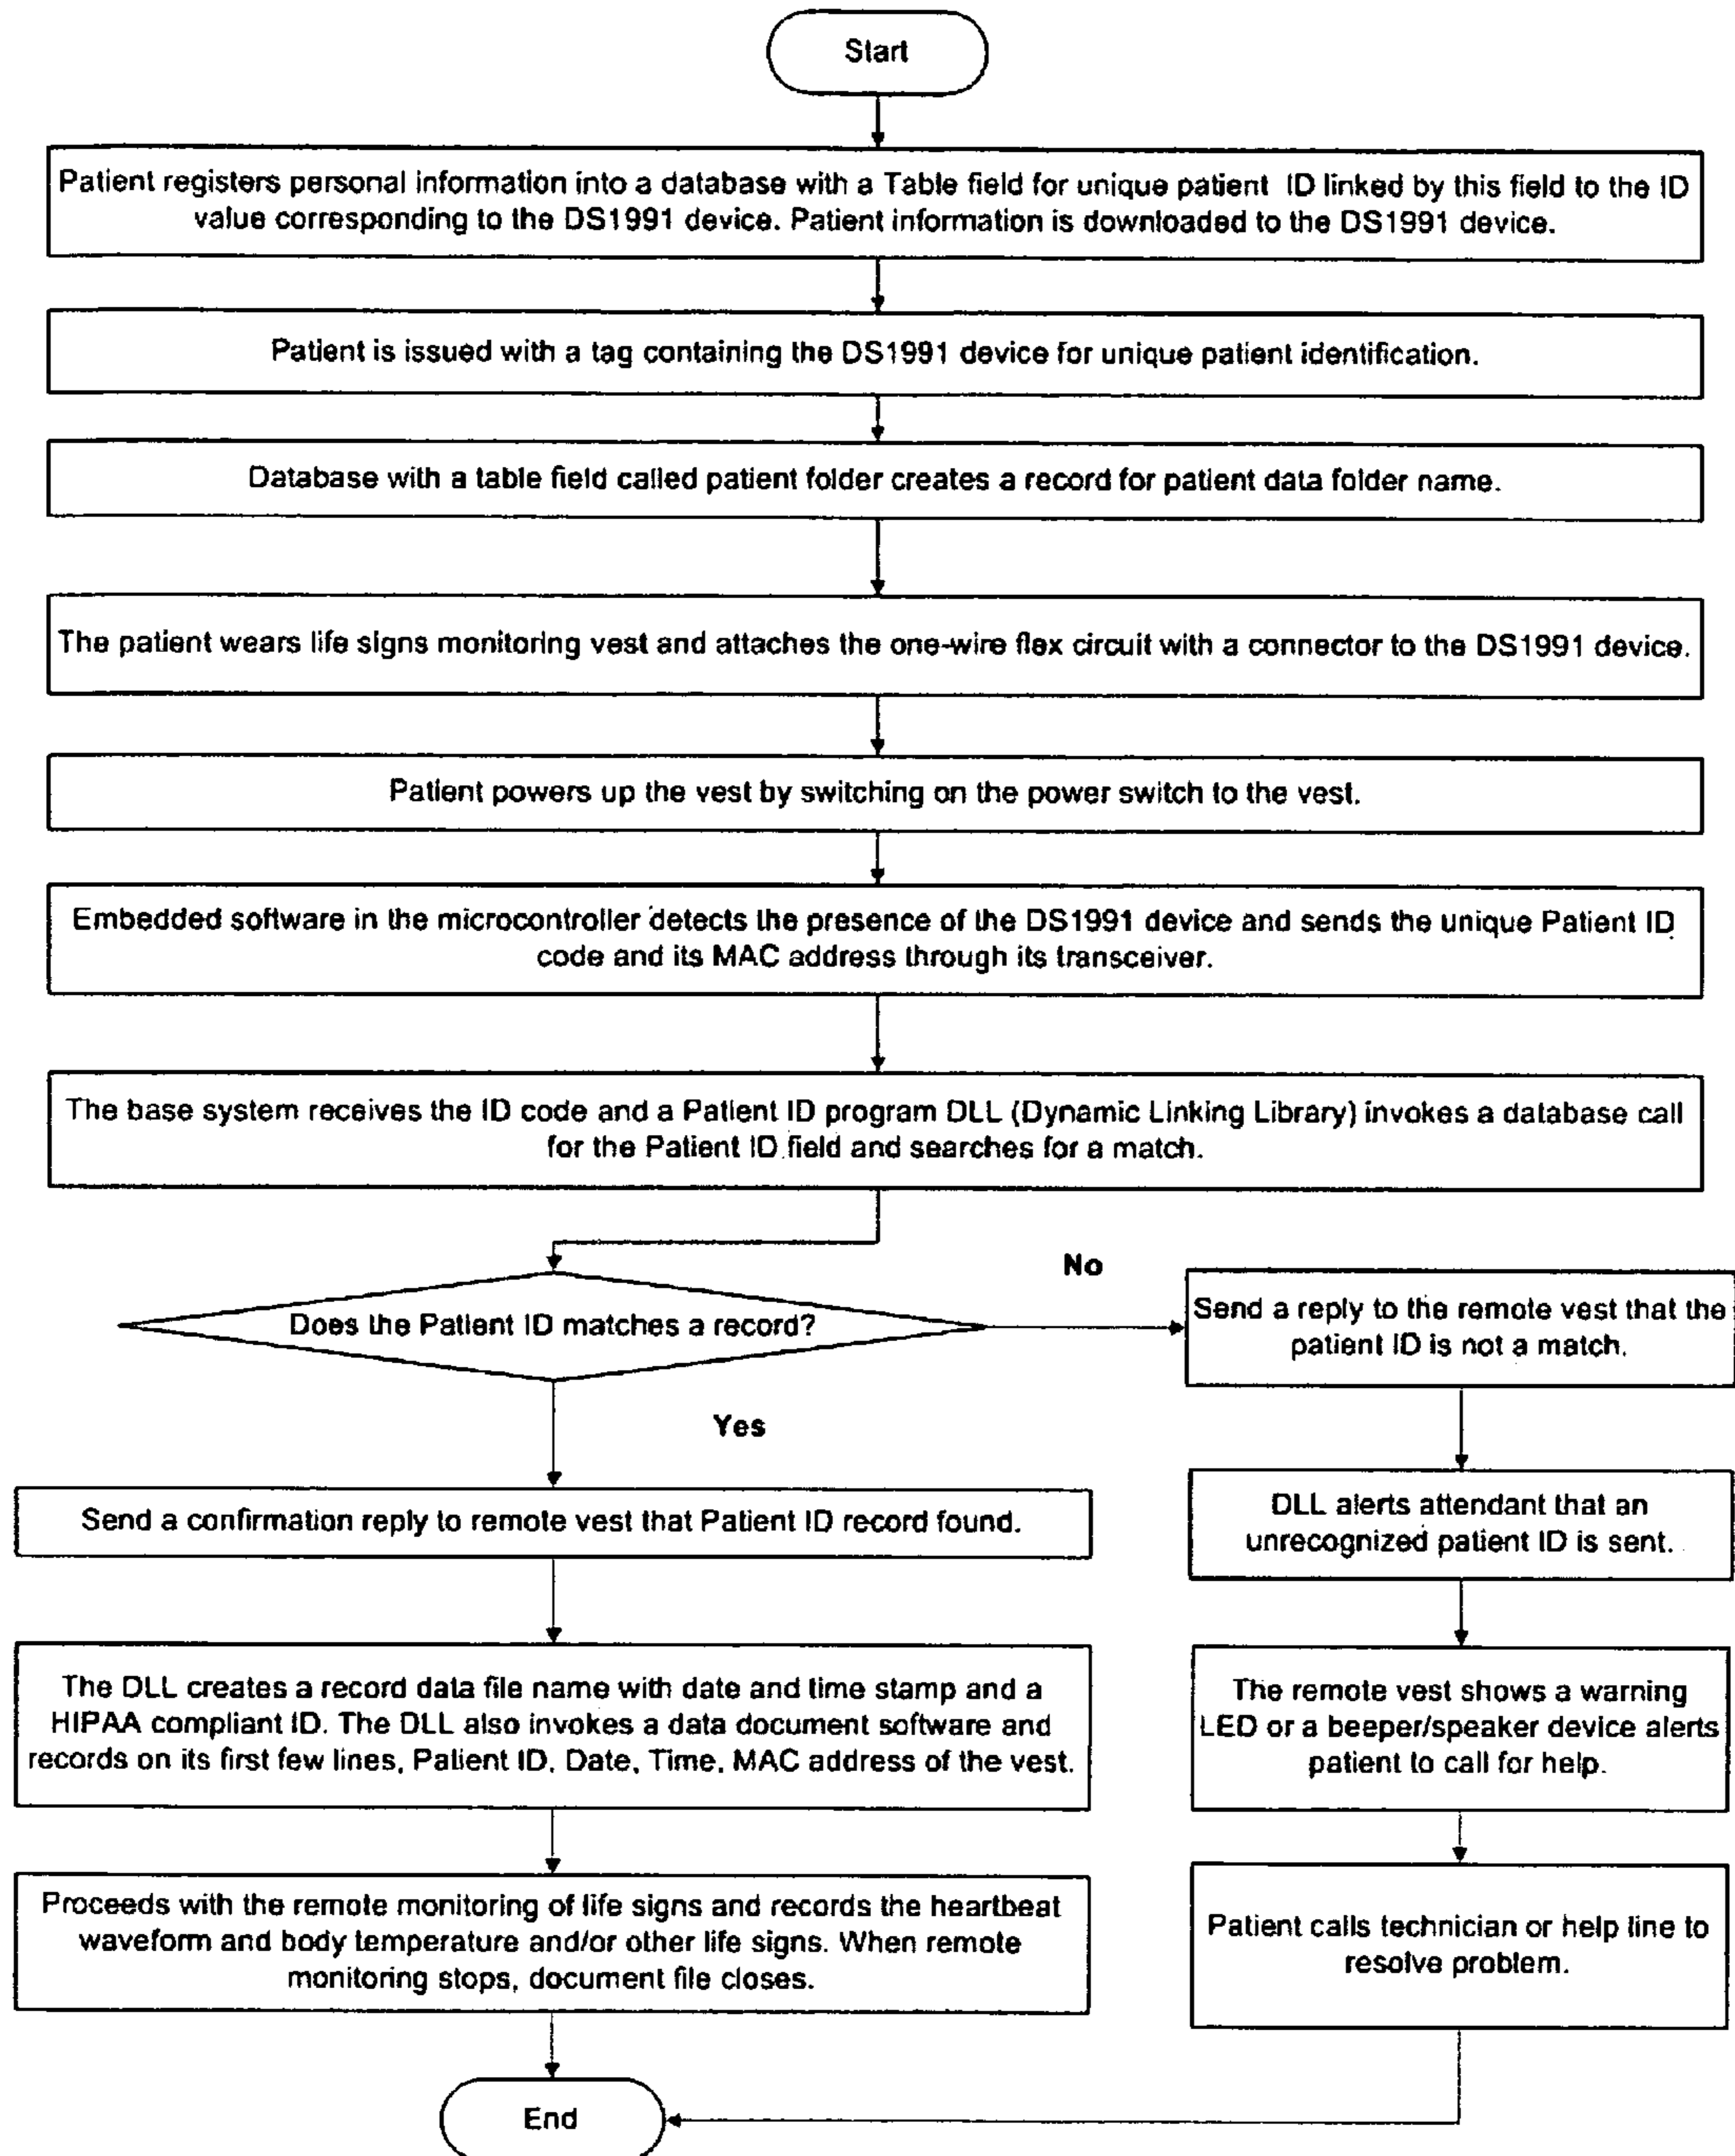 Start
Patient registers personal information into a database with a Table field for unique patient ID linked by this field to the ID
value corresponding to the DS1991 device. Patient information is downloaded to the DS1991 device.
Patient is issued with a tag containing the DS1991 device for unique patient identification.
Database with a table field called patient folder creates a record for patient data folder name.
The patient wears life signs monitoring vest and attaches the one-wire flex circuit with a connector to the DS1991 device.
Patient powers up the vest by switching on the power switch to the vest.
Embedded software in the microcontroller detects the presence of the DS1991 device and sends the unique Patient ID
code and its MAC address through its transceiver.
The base system receives the ID code and a Patient ID program DLL (Dynamic Linking Library) invokes a database call
for the Patient ID field and searches for a match.
Does the Patient ID matches a record?
No
Send a reply to the remote vest that the
patient ID is not a match.
Yes
Send a confirmation reply to remote vest that Patient ID record found.
DLL alerts attendant that an
unrecognized patient ID is sent.
The DLL creates a record data file name with date and time stamp and a
HIPAA compliant ID. The DLL also invokes a data document software and
records on its first few lines, Patient ID, Date, Time, MAC address of the vest.
The remote vest shows a warning
LED or a beeper/speaker device alerts
patient to call for help.
Proceeds with the remote monitoring of life signs and records the heartbeat
waveform and body temperature and/or other life signs. When remote
monitoring stops, document file closes.
Patient calls technician or help line to
resolve problem.
End